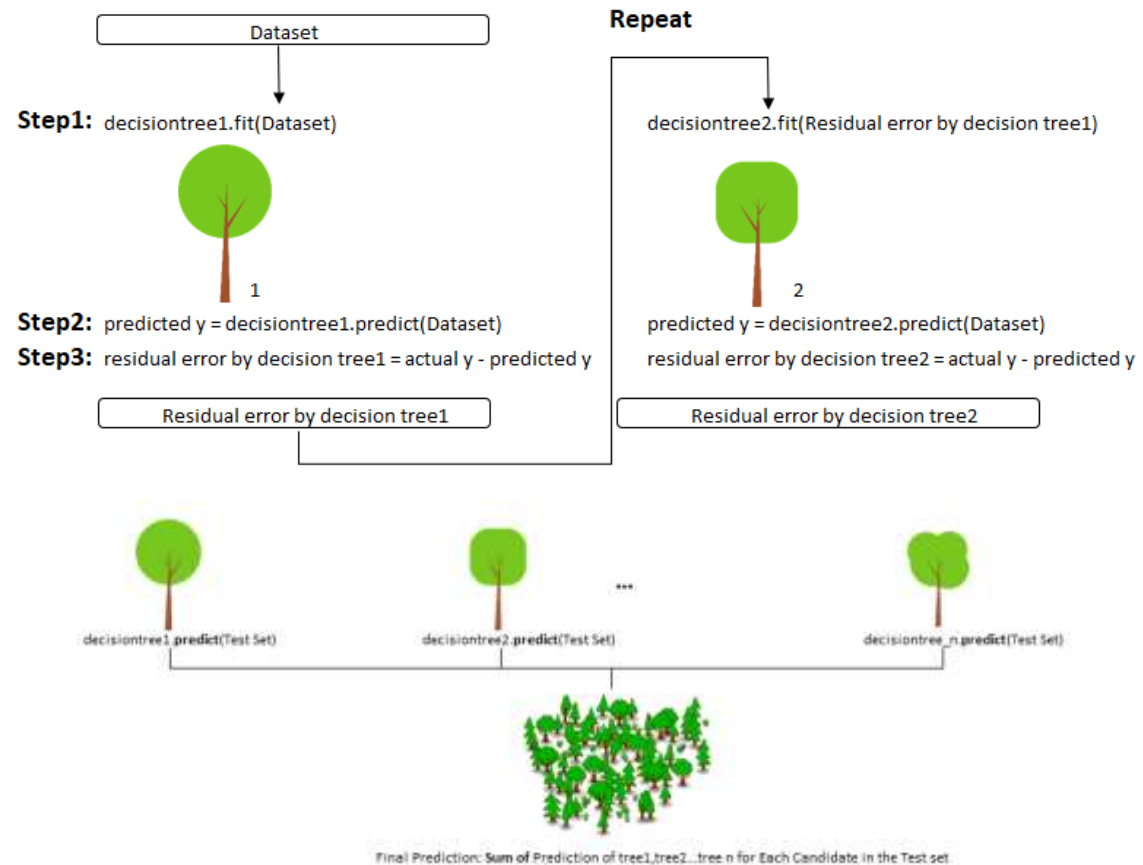 Dataset
Repeat
Step1: decisiontree1.fit(Dataset)
decisiontree2.fit(Residual error by decision tree1)
1
2
Step2: predicted y = decisiontree1.predict(Dataset)
predicted y = decisiontree2.predict(Dataset)
Step3: residual error by decision tree1 = actual y - predicted y
residual error by decision tree2 = actual y - predicted y
Residual error by decision tree1
Residual error by decision tree2
...
decisiontree1.predict(Test Set)
decisiontree2.predict(Test Set)
decisiontree_n.predict(Test Set)
Final Prediction: Sum of Prediction of tree1,tree2...tree n for Each Candidate in the Test set